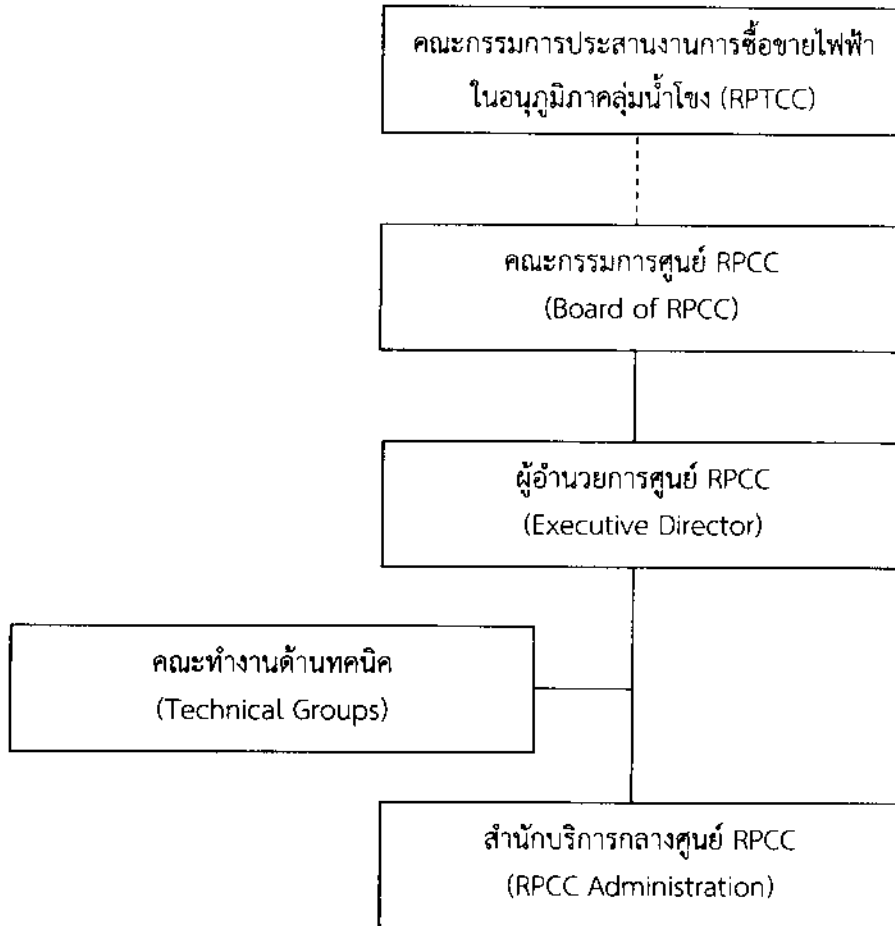 คณะกรรมการประสานงานการซื้อขายไฟฟ้า
ในอนุภูมิภาคลุ่มน้ำโขง (RPTCC)
คณะกรรมการศูนย์ RPCC
(Board of RPCC)
ผู้อำนวยการศูนย์ RPCC
(Executive Director)
คณะทำงานด้านทคนิค
(Technical Groups)
สำนักบริการกลางศูนย์ RPCC
(RPCC Administration)